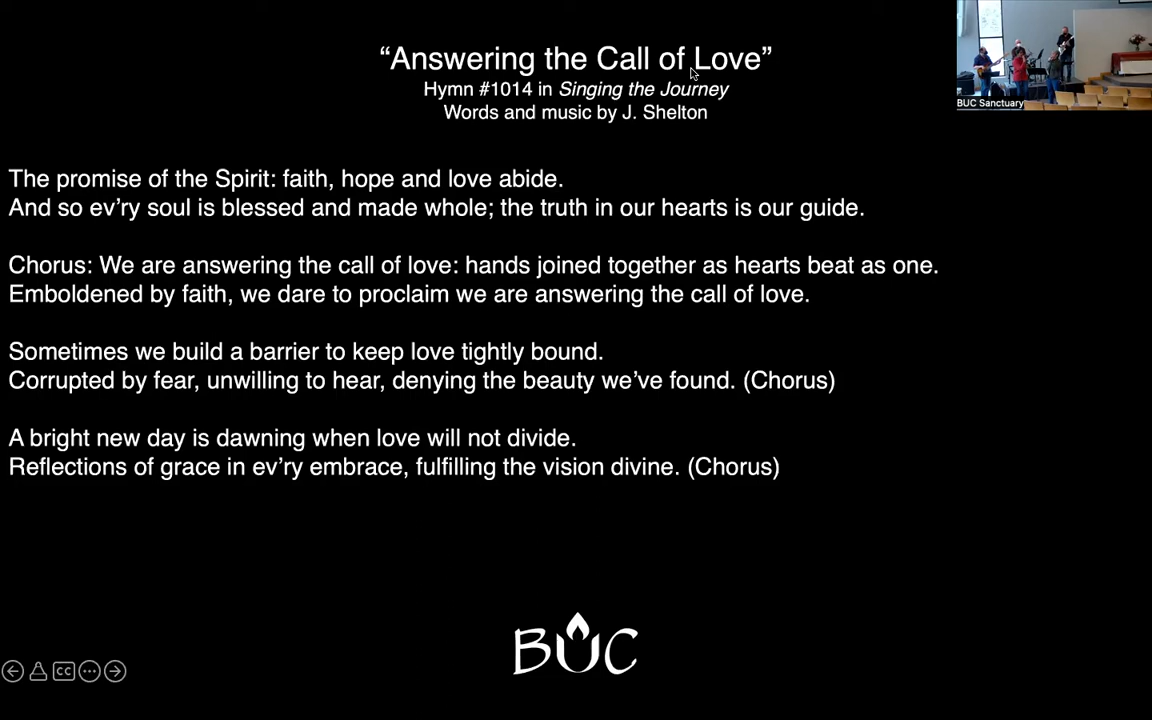 “Answering the Call of Love”
Hymn #1014 in Singing the Journey
Words and music by J. Shelton
BUC Sanctuary
The promise of the Spirit: faith, hope and love abide.
And so ev’ry soul is blessed and made whole; the truth in our hearts is our guide.
Chorus: We are answering the call of love: hands joined together as hearts beat as one.
Emboldened by faith, we dare to proclaim we are answering the call of love.
Sometimes we build a barrier to keep love tightly bound.
Corrupted by fear, unwilling to hear, denying the beauty we’ve found. (Chorus)
A bright new day is dawning when love will not divide.
Reflections of grace in ev’ry embrace, fulfilling the vision divine. (Chorus)
BUC
CC